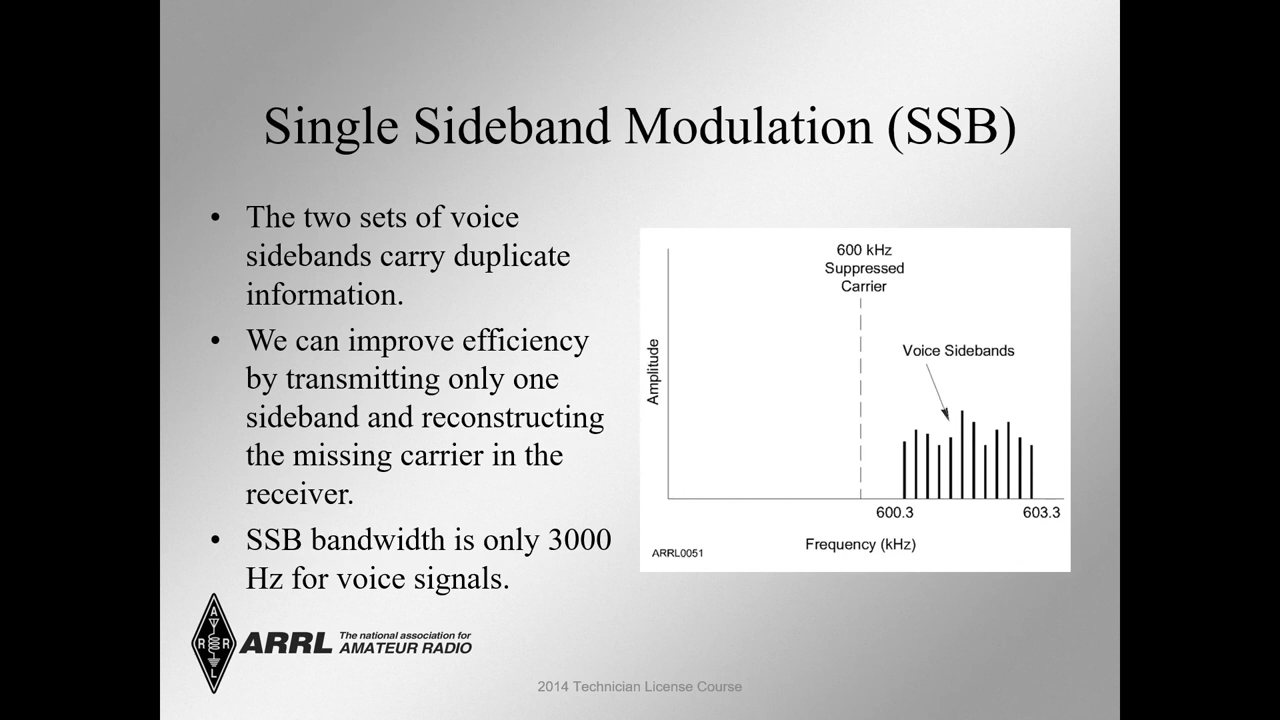 Single Sideband Modulation (SSB)
• The two sets of voice
sidebands carry duplicate
information.
• We can improve efficiency
by transmitting only one
sideband and reconstructing
the missing carrier in the
receiver.
• SSB bandwidth is only 3000
Hz for voice signals.
600 kHz
Suppressed
Carrier
Voice Sidebands
Amplitude
600.3
603.3
Frequency (kHz)
ARRL0051
A
R R
L
ARRL
The national association for
AMATEUR RADIO
2014 Technician License Course